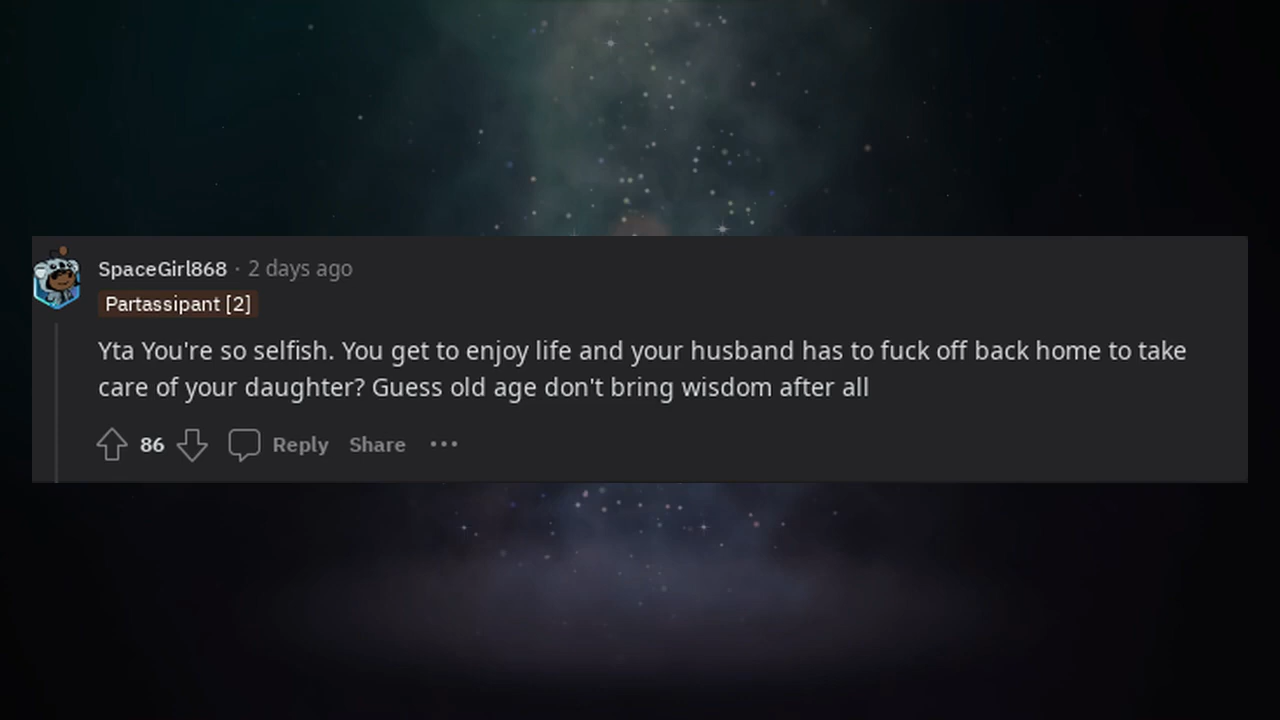 SpaceGirl868 · 2 days ago
Partassipant [2]
Yta You're so selfish. You get to enjoy life and your husband has to fuck off back home to take
care of your daughter? Guess old age don't bring wisdom after all
86 Reply Share ···